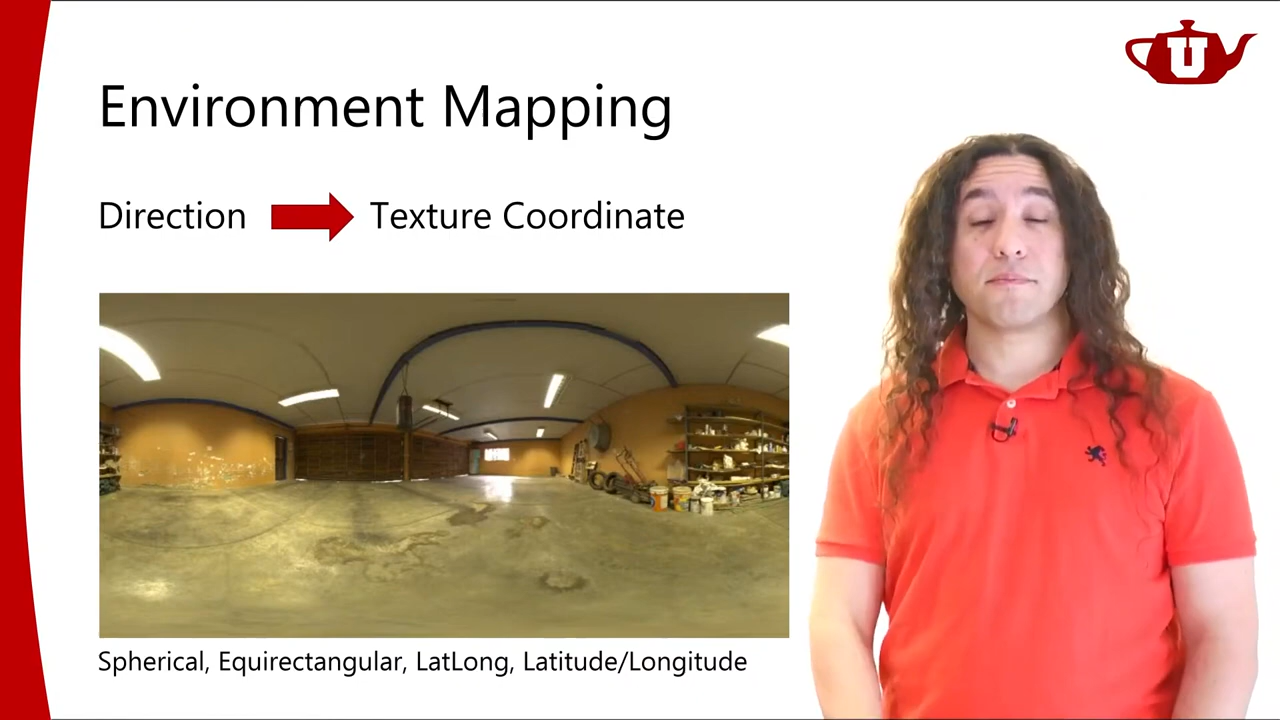 U
Environment Mapping
Direction Texture Coordinate
Spherical, Equirectangular, LatLong, Latitude/Longitude